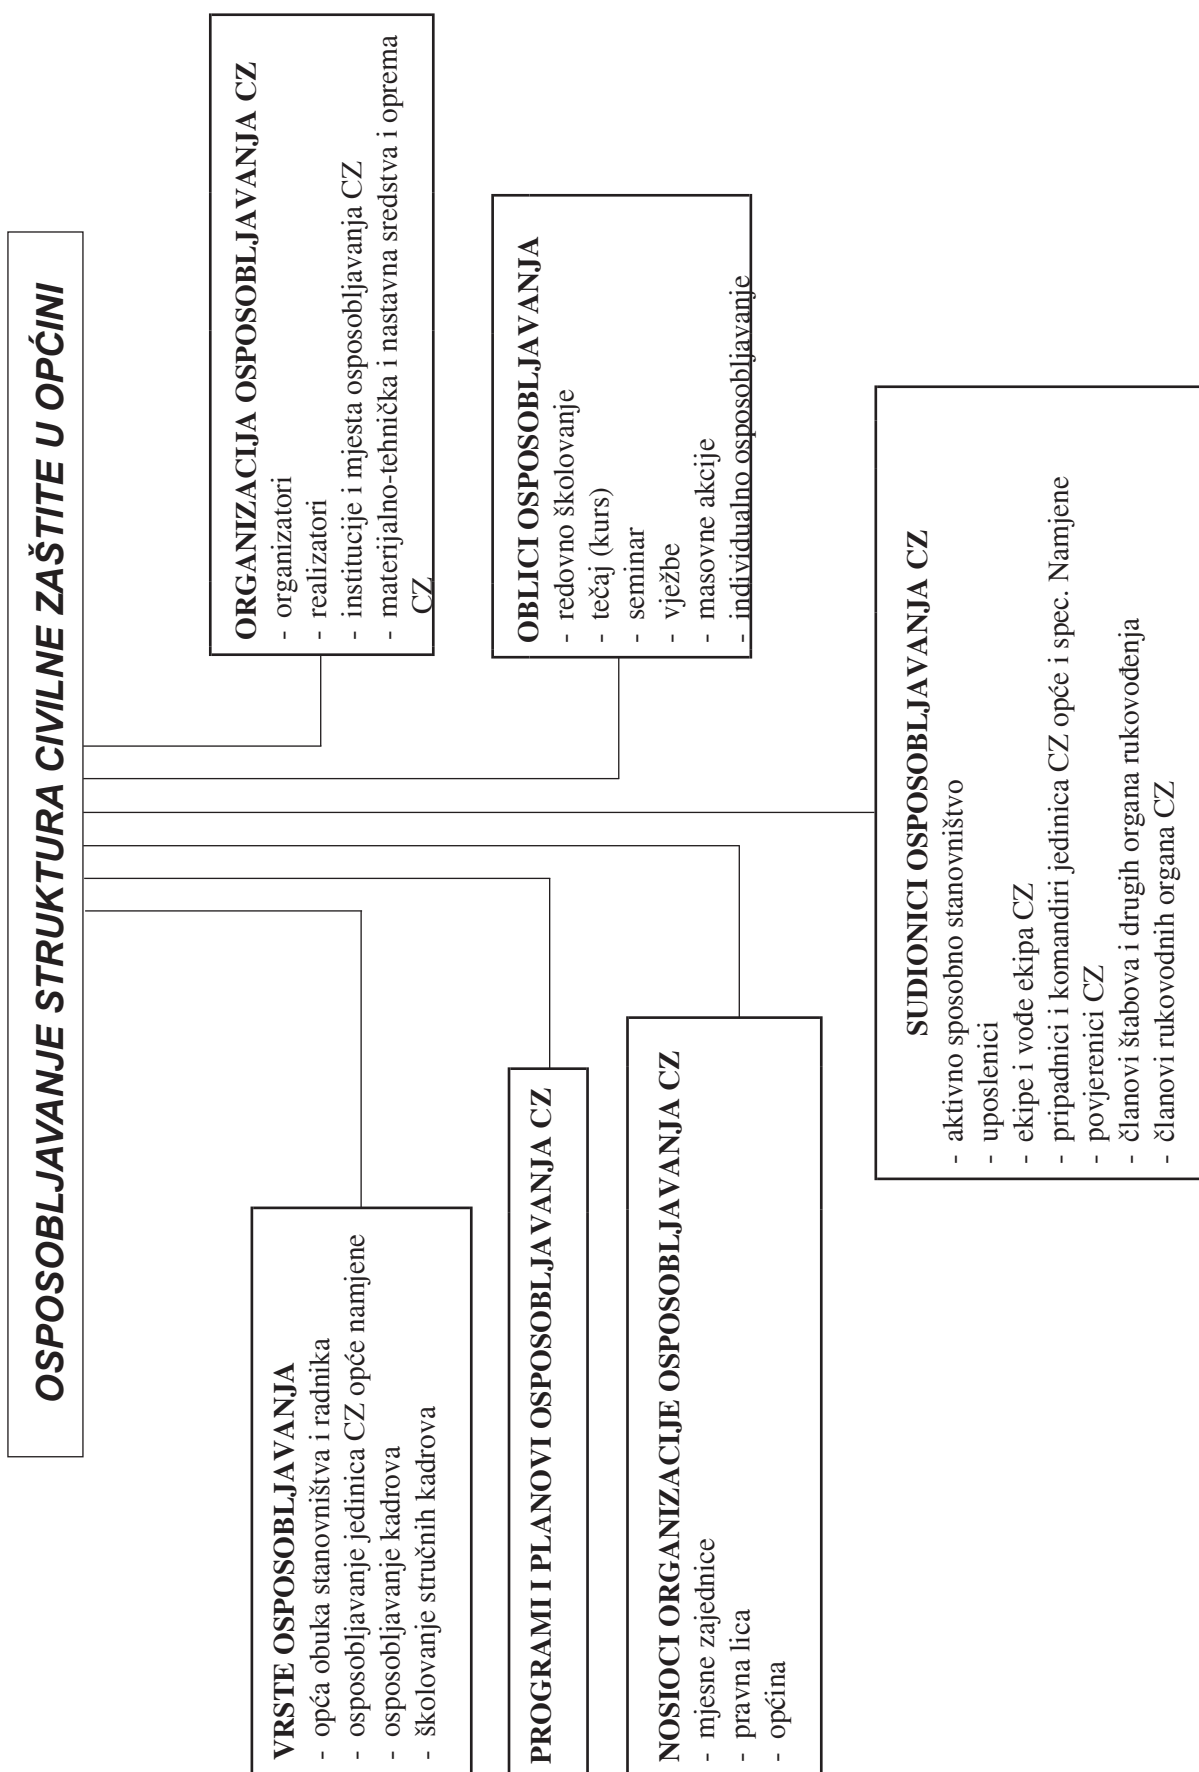 OSPOSOBLJAVANJE STRUKTURA CIVILNE ZAŠTITE U OPĆINI
VRSTE OSPOSOBLJAVANJA
- opća obuka stanovništva i radnika
- osposobljavanje jedinica CZ opće namjene
- osposobljavanje kadrova
- školovanje stručnih kadrova
PROGRAMI I PLANOVI OSPOSOBLJAVANJA CZ
NOSIOCI ORGANIZACIJE OSPOSOBLJAVANJA CZ
- mjesne zajednice
- pravna lica
- općina
SUDIONICI OSPOSOBLJAVANJA CZ
- aktivno sposobno stanovništvo
- uposlenici
- ekipe i vođe ekipa CZ
- pripadnici i komandiri jedinica CZ opće i spec. Namjene
- povjerenici CZ
- članovi štabova i drugih organa rukovođenja
- članovi rukovodnih organa CZ
ORGANIZACIJA OSPOSOBLJAVANJA CZ
- organizatori
- realizatori
- institucije i mjesta osposobljavanja CZ
- materijalno-tehnička i nastavna sredstva i oprema
CZ
OBLICI OSPOSOBLJAVANJA
- redovno školovanje
- tečaj (kurs)
- seminar
- vježbe
- masovne akcije
- individualno osposobljavanje